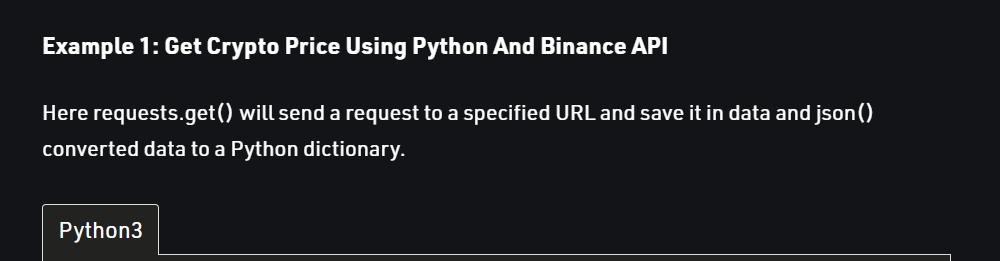 Example 1: Get Crypto Price Using Python And Binance API
Here requests.get() will send a request to a specified URL and save it in data and json()
converted data to a Python dictionary.
Python3